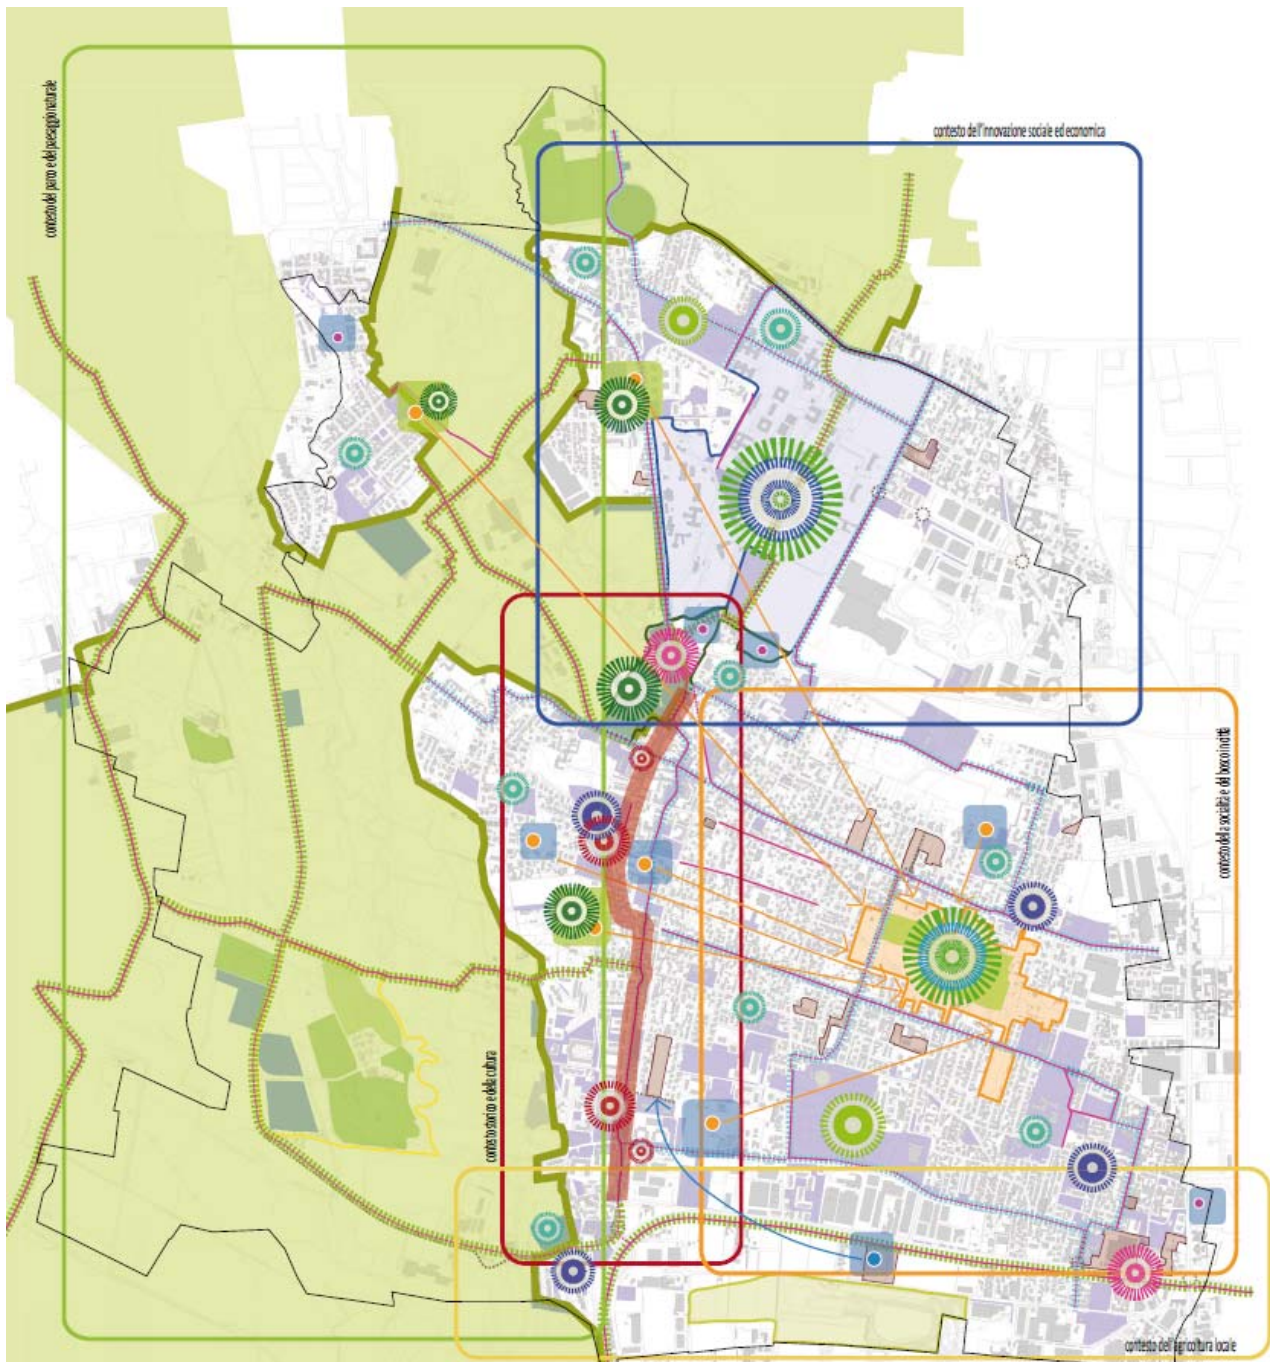 contesto dell'innovazione sociale ed economica
contesto del parco e del paesaggio naturale
contesto della socialità e del bosco in città
contesto storico e della cultura
contesto dell'agricoltura locale